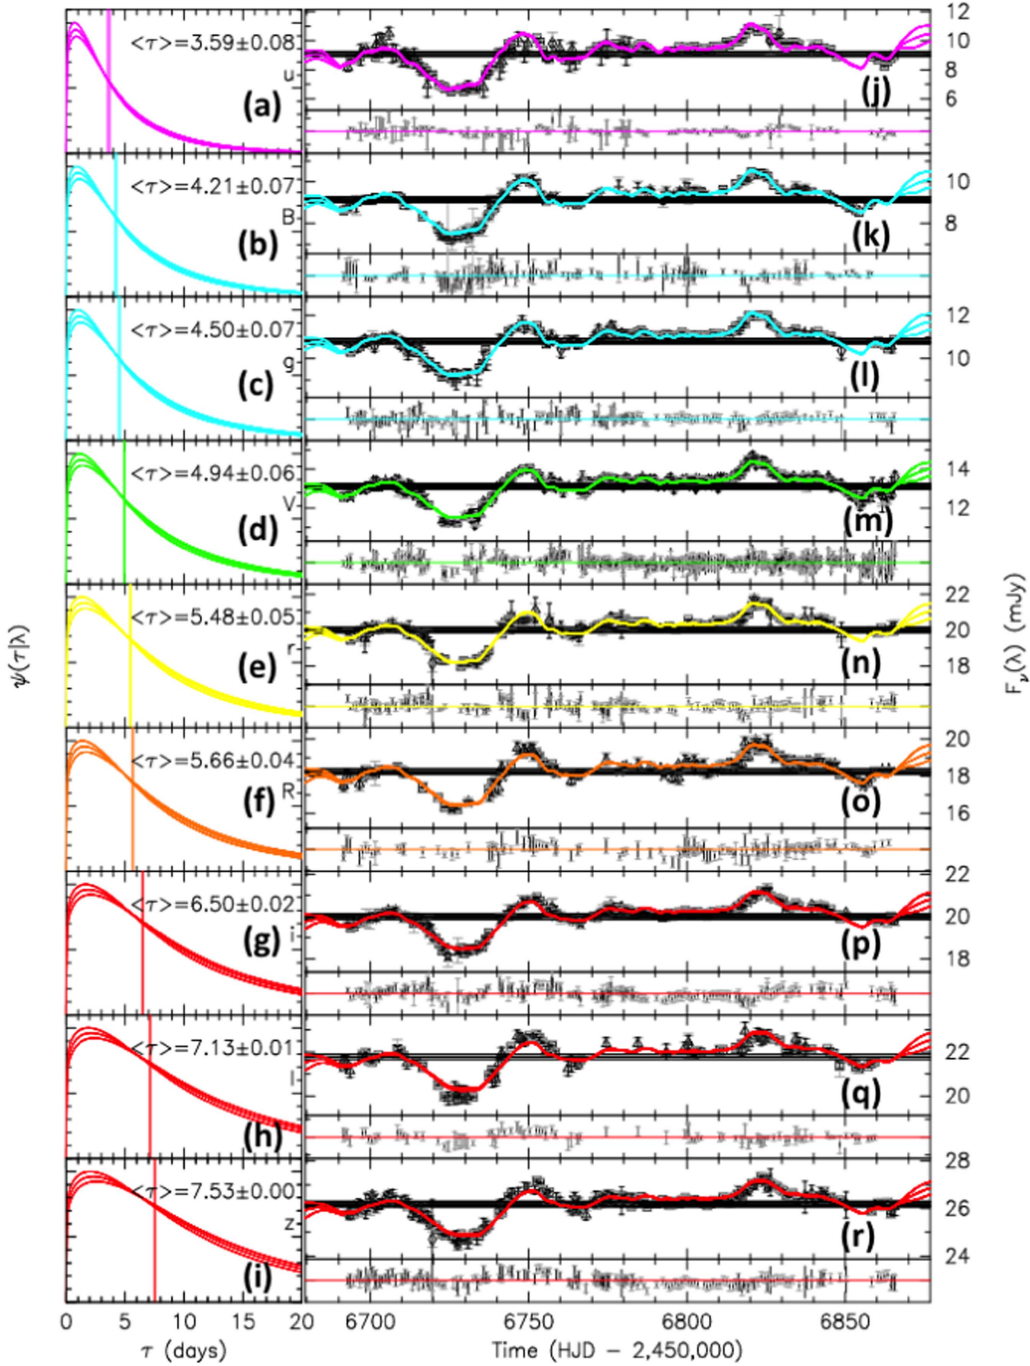 <τ>=3.59±0.08
u
(a)
(j)
12
10
8
6
<τ>=4.21±0.07
B
(b)
(k)
10
8
<τ>=4.50±0.07
g
(c)
(l)
12
10
<τ>=4.94±0.06
V
(d)
(m)
14
12
<τ>=5.48±0.05
r
(e)
(n)
22
20
18
<τ>=5.66±0.04
R
(f)
(o)
20
18
16
<τ>=6.50±0.02
i
(g)
(p)
22
20
18
<τ>=7.13±0.01
I
(h)
(q)
22
20
<τ>=7.53±0.00
z
(i)
(r)
28
26
24
ψ(τ|λ)
Fν(λ) (mJy)
0 5 10 15 20
6700 6750 6800 6850
τ (days)
Time (HJD − 2,450,000)